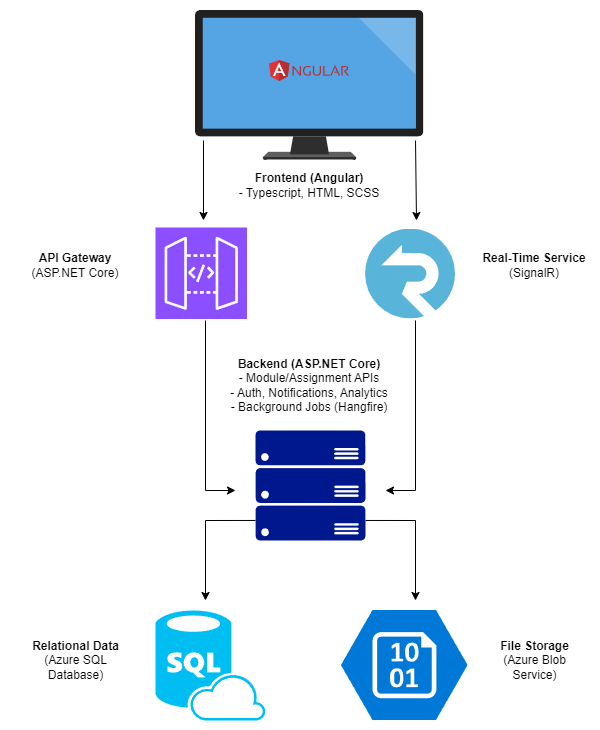 ANGULAR
Frontend (Angular)
- Typescript, HTML, SCSS
API Gateway
(ASP.NET Core)
</>
Real-Time Service
(SignalR)
Backend (ASP.NET Core)
- Module/Assignment APIs
- Auth, Notifications, Analytics
- Background Jobs (Hangfire)
Relational Data
(Azure SQL
Database)
SQL
10
01
File Storage
(Azure Blob
Service)